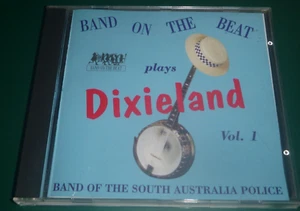 BAND ON THE BEAT
plays
Dixieland
Vol. 1
BAND OF THE SOUTH AUSTRALIA POLICE